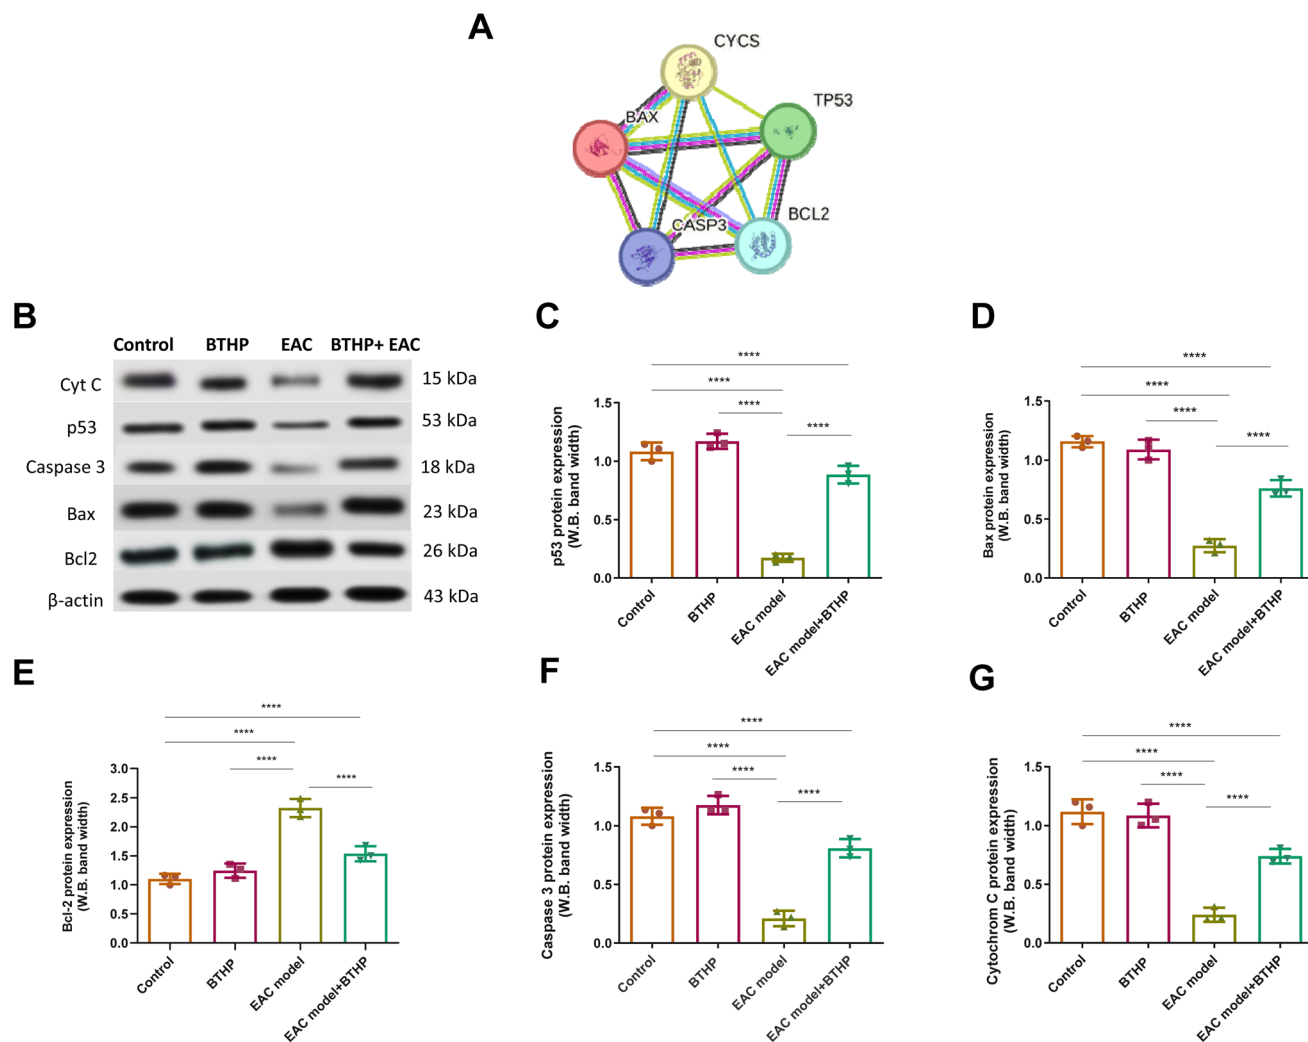 A
CYCS
TP53
BAX
BCL2
CASP3
B
Control BTHP EAC BTHP+ EAC
Cyt C 15 kDa
p53 53 kDa
Caspase 3 18 kDa
Bax 23 kDa
Bcl2 26 kDa
β-actin 43 kDa
C
****
****
****
****
p53 protein expression
(W.B. band width)
1.5
1.0
0.5
0.0
Control
BTHP
EAC model
EAC model+BTHP
D
****
****
****
****
Bax protein expression
(W.B. band width)
1.5
1.0
0.5
0.0
Control
BTHP
EAC model
EAC model+BTHP
E
****
****
****
****
Bcl-2 protein expression
(W.B. band width)
3.0
2.5
2.0
1.5
1.0
0.5
0.0
Control
BTHP
EAC model
EAC model+BTHP
F
****
****
****
****
Caspase 3 protein expression
(W.B. band width)
1.5
1.0
0.5
0.0
Control
BTHP
EAC model
EAC model+BTHP
G
****
****
****
****
Cytochrom C protein expression
(W.B. band width)
1.5
1.0
0.5
0.0
Control
BTHP
EAC model
EAC model+BTHP